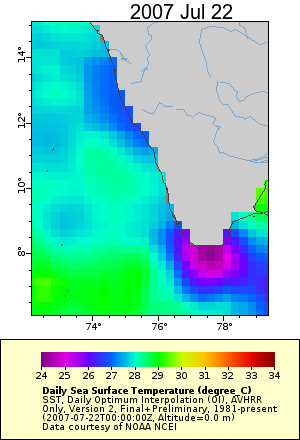 2007 Jul 22
14°
12°
10°
8°
74° 76° 78°
24 25 26 27 28 30 31 32 33 34
Daily Sea Surface Temperature (degree_C)
SST, Daily Optimum Interpolation (OI), AVHRR
Only, Version 2, Final+Preliminary, 1981-present
(2007-07-22T00:00:00Z, Altitude=0.0 m)
Data courtesy of NOAA NCEI